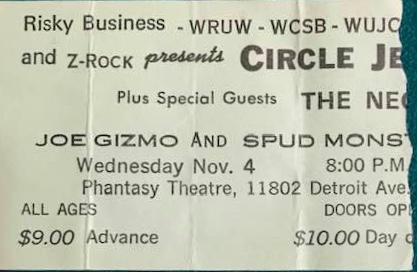 Risky Business - WRUW - WCSB - WUJC
and Z-ROCK presents CIRCLE JE
Plus Special Guests THE NEG
JOE GIZMO AND SPUD MONS
Wednesday Nov. 4 8:00 P.M
Phantasy Theatre, 11802 Detroit Ave
ALL AGES DOORS OP
$9.00 Advance $10.00 Day